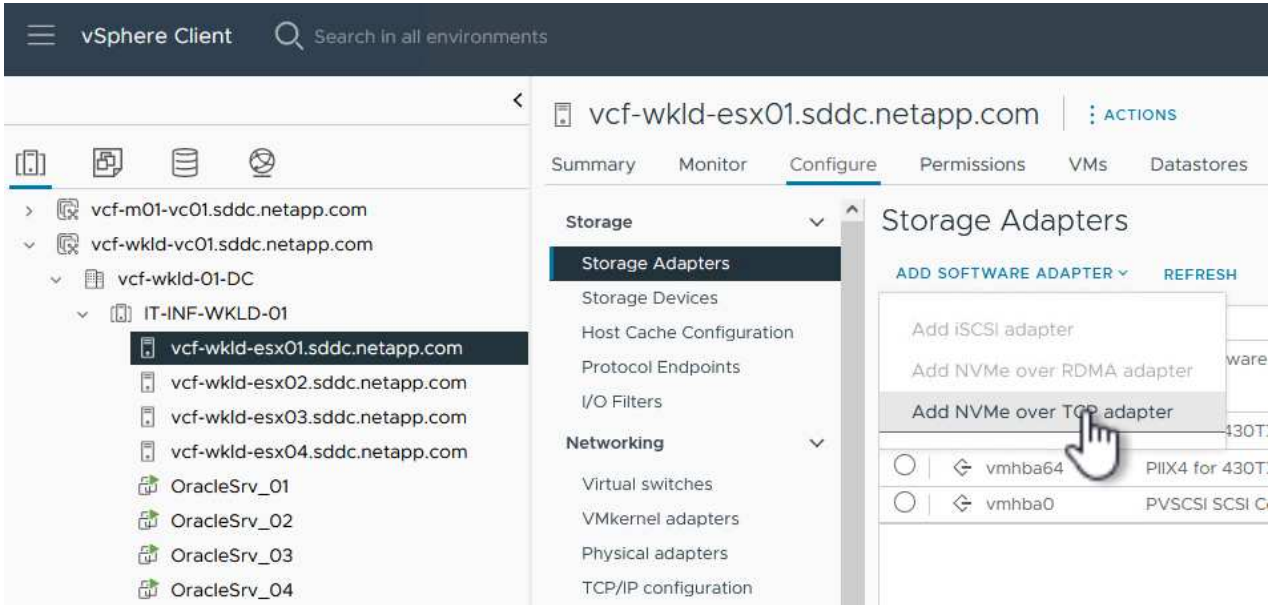 vSphere Client
Search in all environments
vcf-m01-vc01.sddc.netapp.com
vcf-wkld-vc01.sddc.netapp.com
vcf-wkld-01-DC
IT-INF-WKLD-01
vcf-wkld-esx01.sddc.netapp.com
vcf-wkld-esx02.sddc.netapp.com
vcf-wkld-esx03.sddc.netapp.com
vcf-wkld-esx04.sddc.netapp.com
OracleSrv_01
OracleSrv_02
OracleSrv_03
OracleSrv_04
vcf-wkld-esx01.sddc.netapp.com
ACTIONS
Summary Monitor Configure Permissions VMs Datastores
Storage
Storage Adapters
Storage Devices
Host Cache Configuration
Protocol Endpoints
I/O Filters
Networking
Virtual switches
VMkernel adapters
Physical adapters
TCP/IP configuration
Storage Adapters
ADD SOFTWARE ADAPTER REFRESH
Add iSCSI adapter
Add NVMe over RDMA adapter
Add NVMe over TCP adapter
ware
vmhba64 PIIX4 for 430T
vmhba0 PVSCSI SCSI